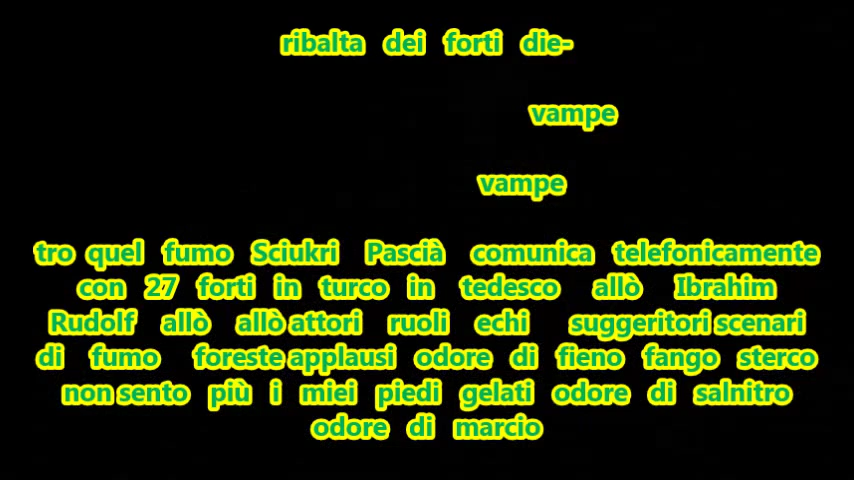 ribalta dei forti die-
vampe
vampe
tro quel fumo Sciukri Pascià comunica telefonicamente
con 27 forti in turco in tedesco allò Ibrahim
Rudolf allò allò attori ruoli echi suggeritori scenari
di fumo foreste applausi odore di fieno fango sterco
non sento più i miei piedi gelati odore di salnitro
odore di marcio